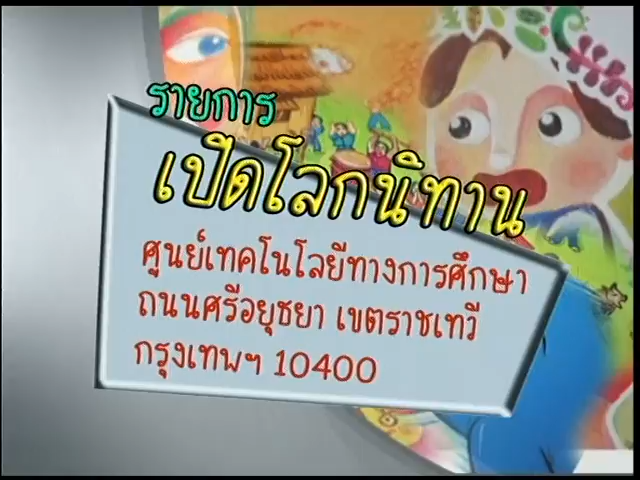 รายการ
เปิดโลกนิทาน
ศูนย์เทคโนโลยีทางการศึกษา
ถนนศรีอยุธยา เขตราชเทวี
กรุงเทพฯ 10400